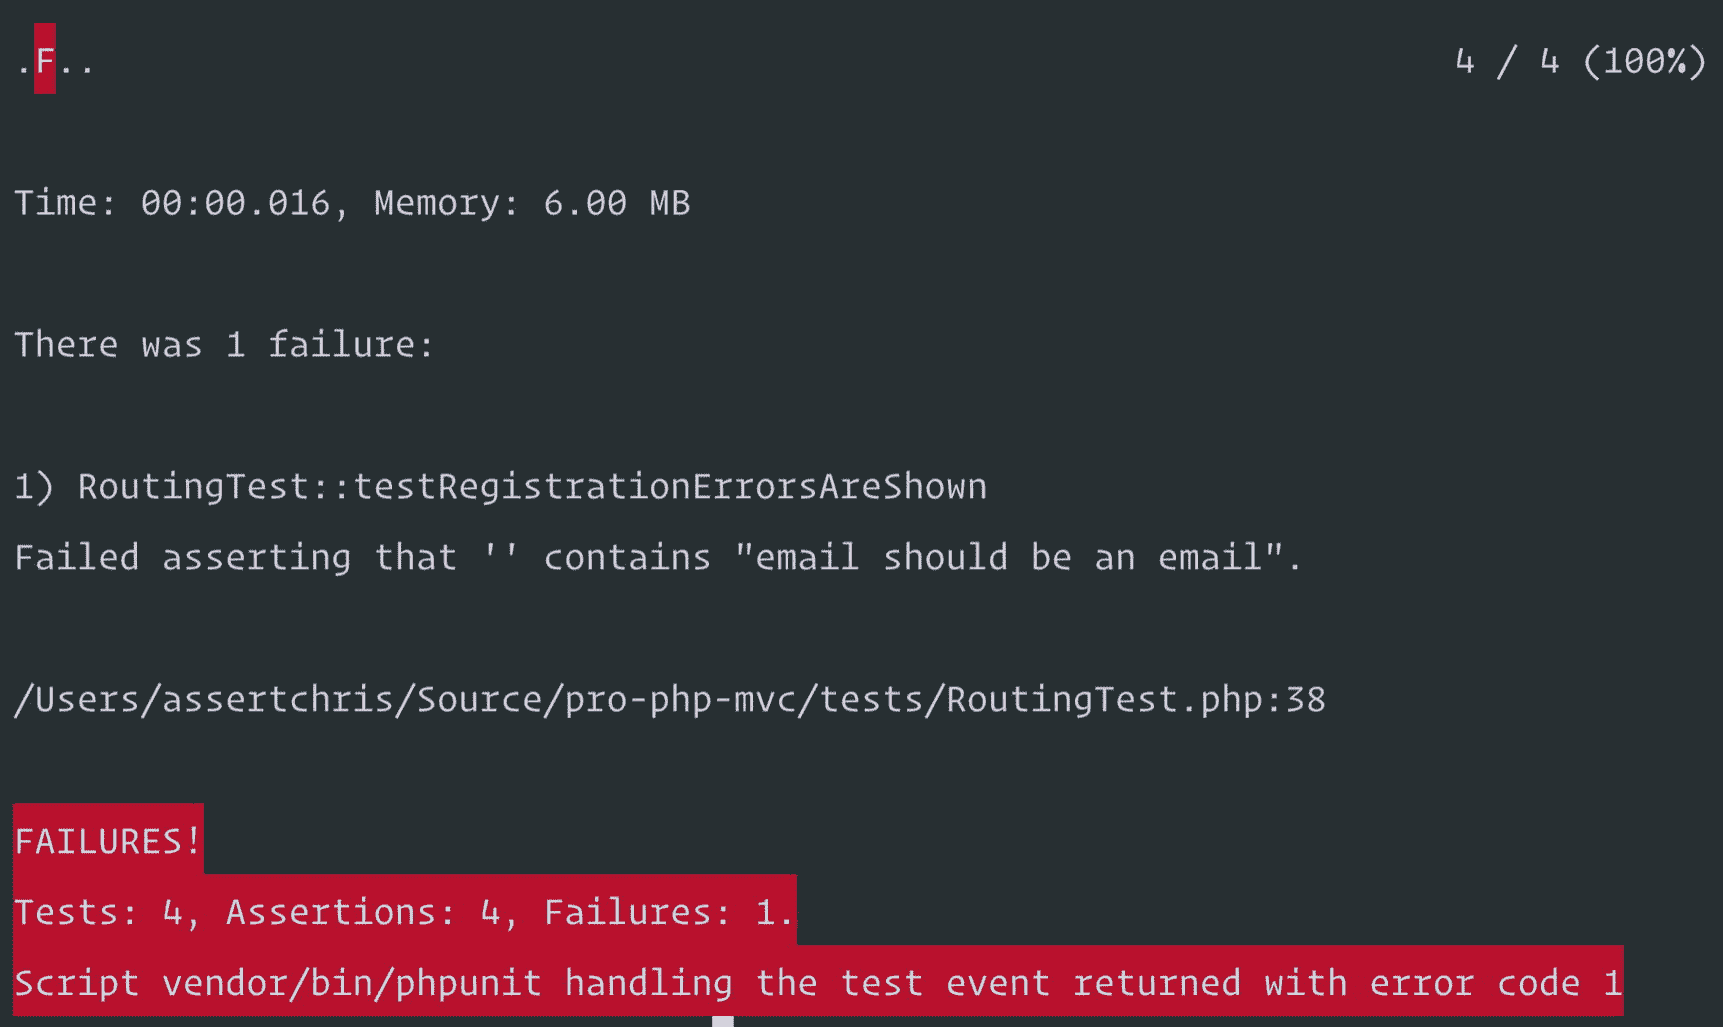 .F.. 4 / 4 (100%)
Time: 00:00.016, Memory: 6.00 MB
There was 1 failure:
1) RoutingTest::testRegistrationErrorsAreShown
Failed asserting that '' contains "email should be an email".
/Users/assertchris/Source/pro-php-mvc/tests/RoutingTest.php:38
FAILURES!
Tests: 4, Assertions: 4, Failures: 1.
Script vendor/bin/phpunit handling the test event returned with error code 1